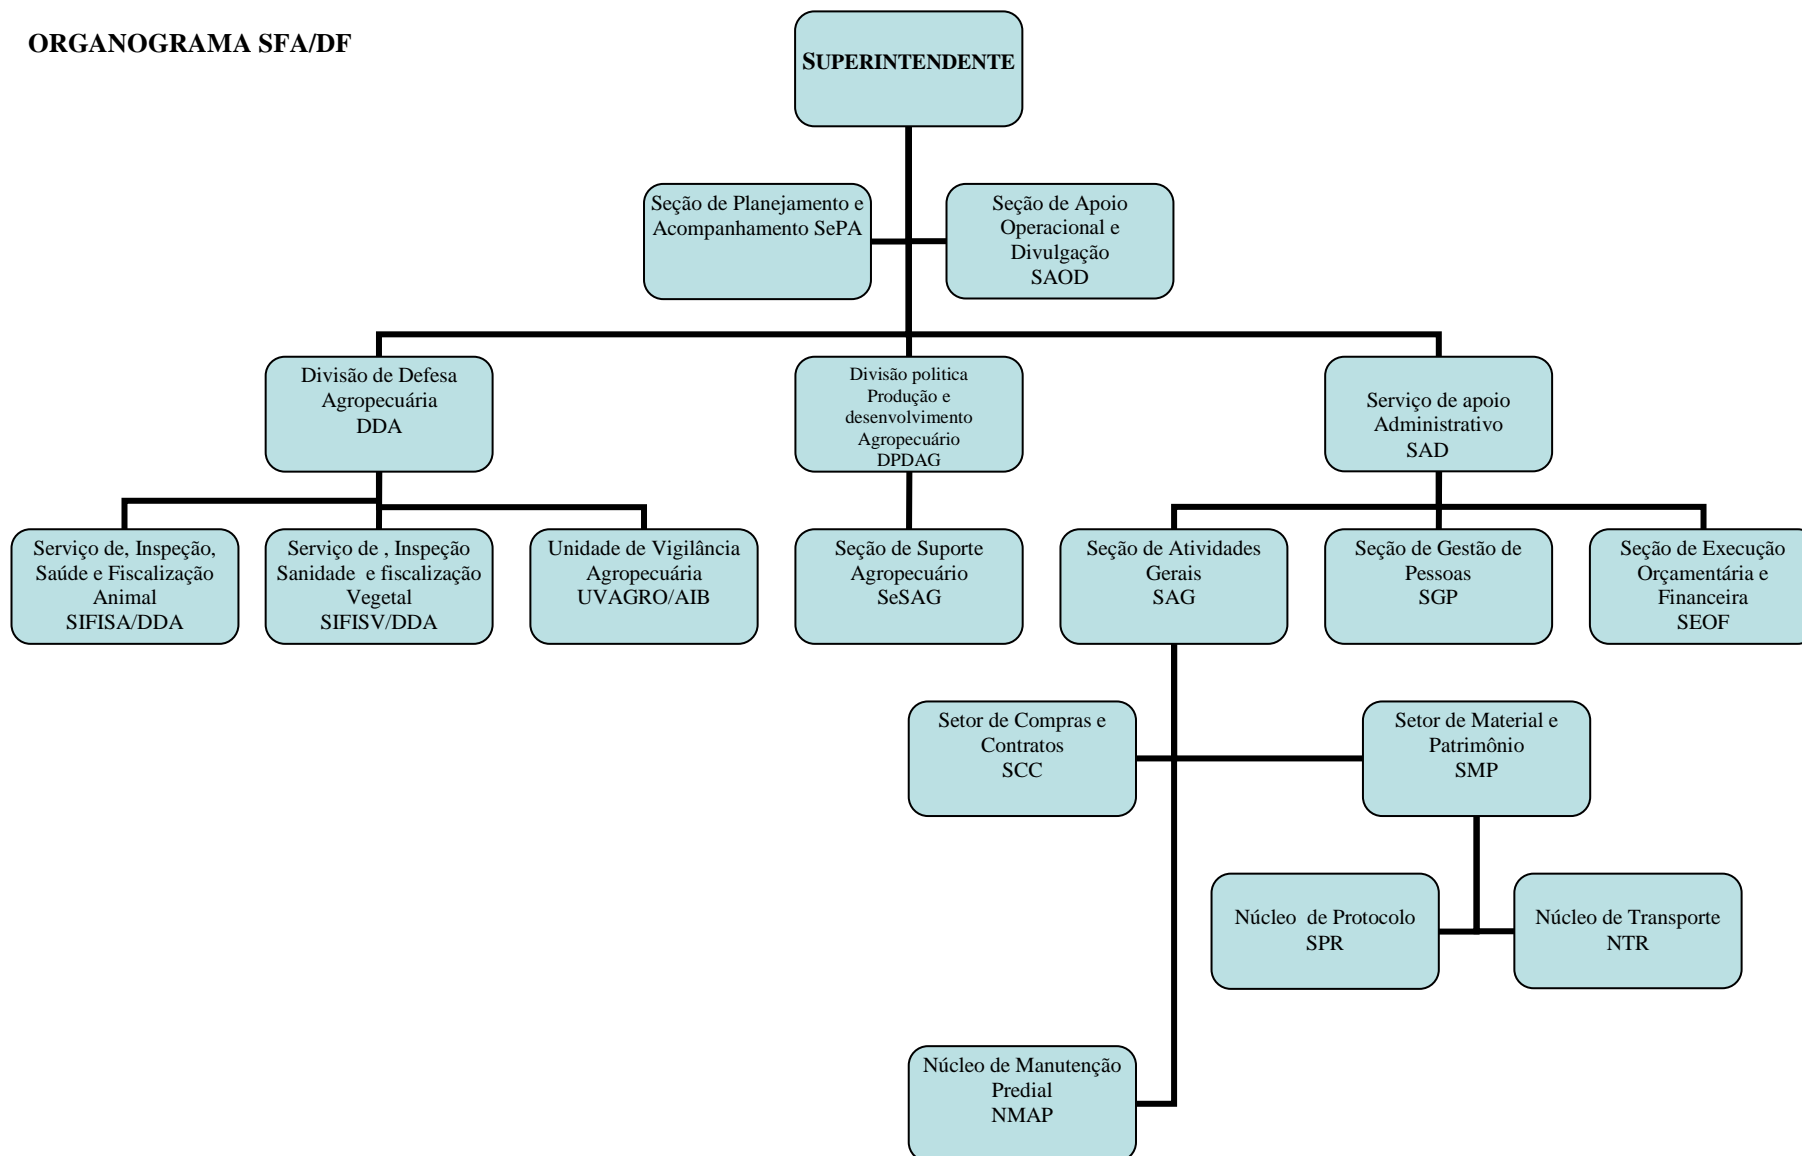 ORGANOGRAMA SFA/DF
SUPERINTENDENTE
Seção de Planejamento e
Acompanhamento SePA
Seção de Apoio
Operacional e
Divulgação
SAOD
Divisão de Defesa
Agropecuária
DDA
Divisão politica
Produção e
desenvolvimento
Agropecuário
DPDAG
Serviço de apoio
Administrativo
SAD
Serviço de, Inspeção,
Saúde e Fiscalização
Animal
SIFISA/DDA
Serviço de , Inspeção
Sanidade  e fiscalização
Vegetal
SIFISV/DDA
Unidade de Vigilância
Agropecuária
UVAGRO/AIB
Seção de Suporte
Agropecuário
SeSAG
Seção de Atividades
Gerais
SAG
Seção de Gestão de
Pessoas
SGP
Seção de Execução
Orçamentária e
Financeira
SEOF
Setor de Compras e
Contratos
SCC
Setor de Material e
Patrimônio
SMP
Núcleo  de Protocolo
SPR
Núcleo de Transporte
NTR
Núcleo de Manutenção
Predial
NMAP